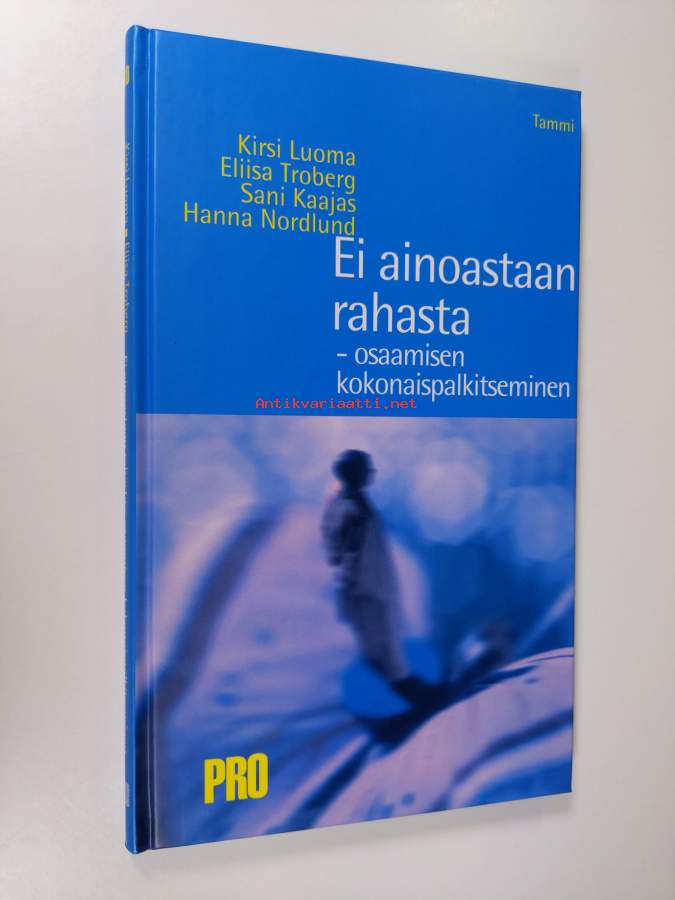 Tammi
Kirsi Luoma
Eliisa Troberg
Sani Kaajas
Hanna Nordlund
Ei ainoastaan
rahasta
- osaamisen
kokonaispalkitseminen
Antikvariaatti.net
PRO